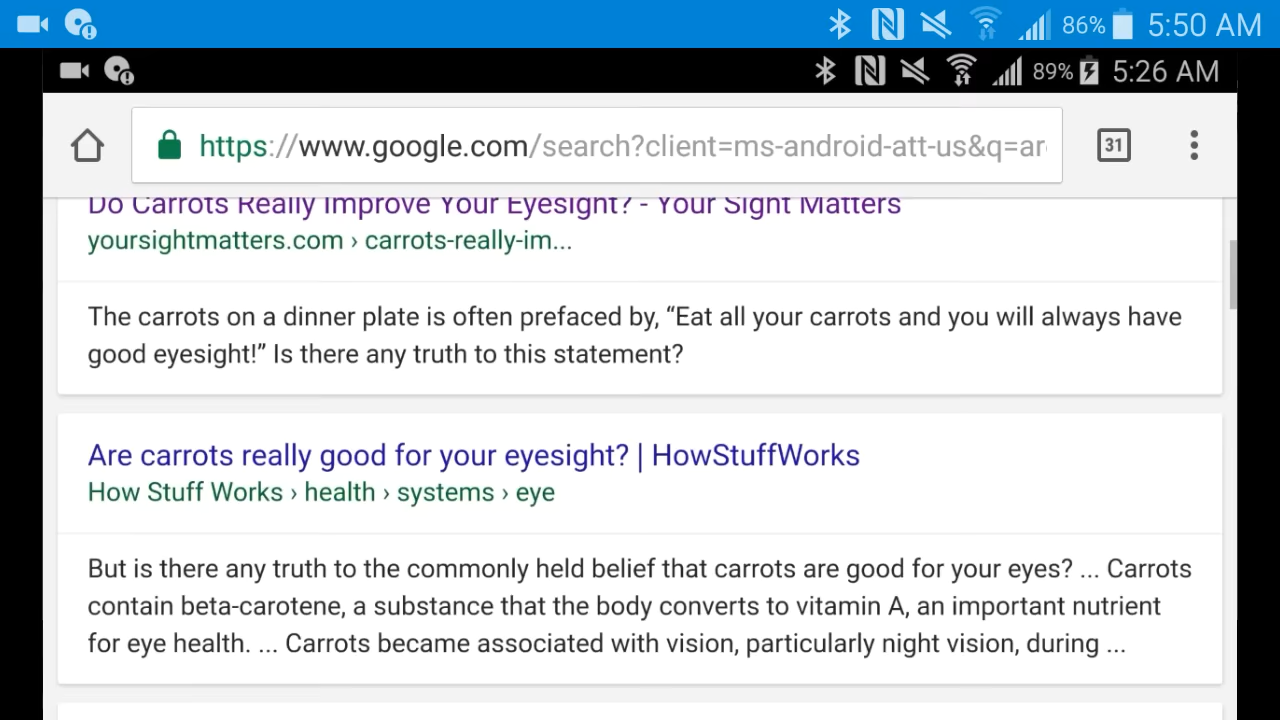 86% 5:50 AM
89% 5:26 AM
https://www.google.com/search?client=ms-android-att-us&q=ar
31
Do Carrots Really Improve Your Eyesight? - Your Sight Matters
yoursightmatters.com › carrots-really-im...
The carrots on a dinner plate is often prefaced by, “Eat all your carrots and you will always have
good eyesight!” Is there any truth to this statement?
Are carrots really good for your eyesight? | HowStuffWorks
How Stuff Works › health › systems › eye
But is there any truth to the commonly held belief that carrots are good for your eyes? ... Carrots
contain beta-carotene, a substance that the body converts to vitamin A, an important nutrient
for eye health. ... Carrots became associated with vision, particularly night vision, during ...